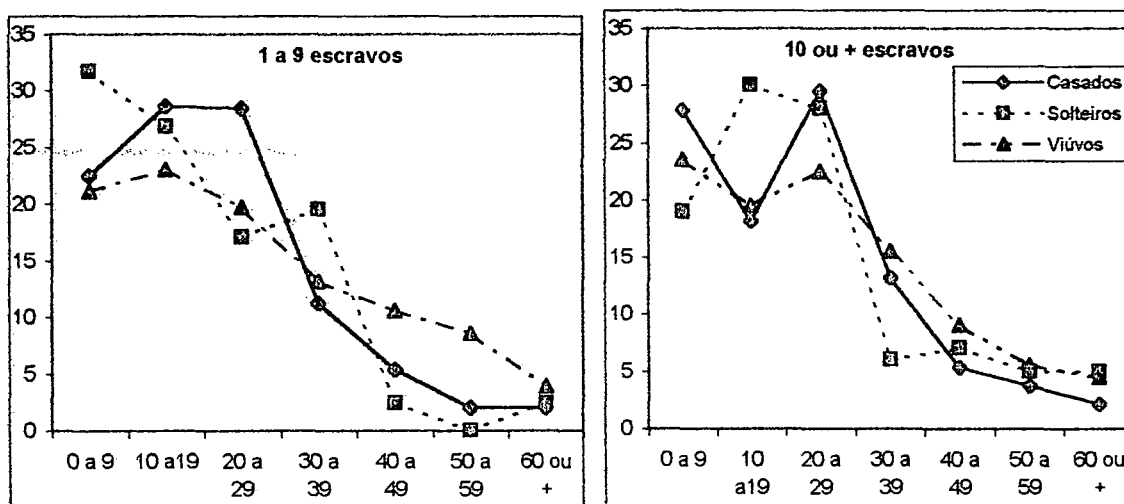 1 a 9 escravos
35
30
25
20
15
10
5
0
0 a 9 10 a19 20 a 30 a 40 a 50 a 60 ou
29 39 49 59 +
10 ou + escravos
Casados
Solteiros
Viúvos
35
30
25
20
15
10
5
0
0 a 9 10 20 a 30 a 40 a 50 a 60 ou
a19 29 39 49 59 +